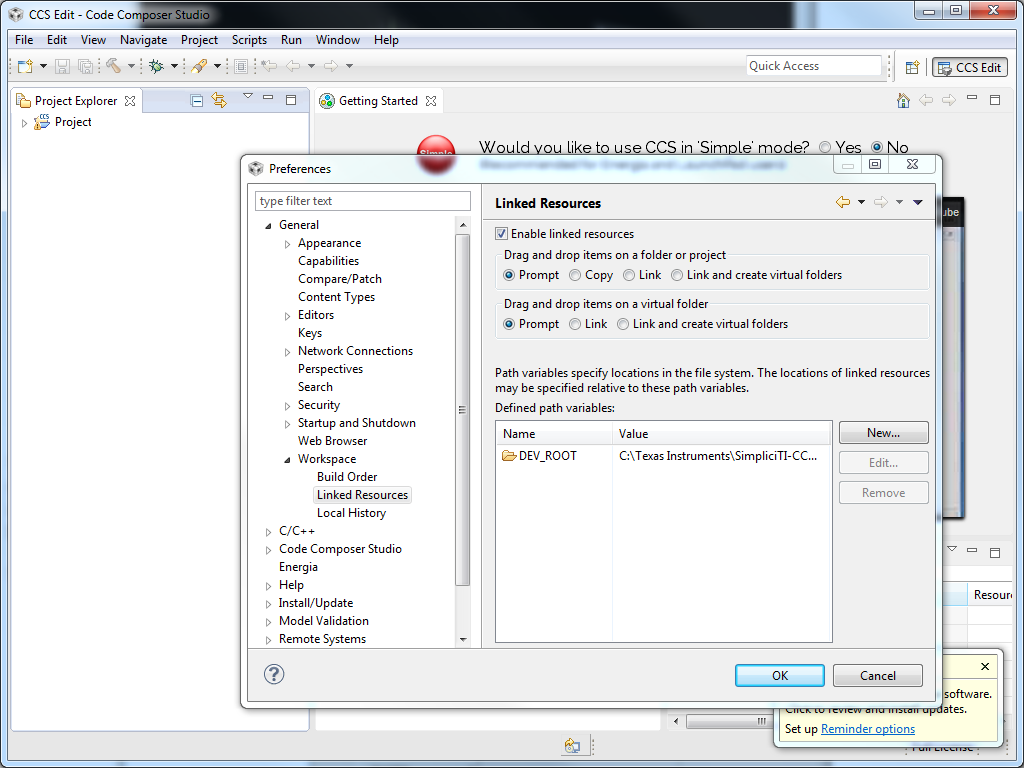 CCS Edit - Code Composer Studio
File Edit View Navigate Project Scripts Run Window Help
Quick Access
CCS Edit
Project Explorer
Getting Started
CCS
Project
Simple
Would you like to use CCS in 'Simple' mode? Yes No
Preferences
type filter text
General
Appearance
Capabilities
Compare/Patch
Content Types
Editors
Keys
Network Connections
Perspectives
Search
Security
Startup and Shutdown
Web Browser
Workspace
Build Order
Linked Resources
Local History
C/C++
Code Composer Studio
Energia
Help
Install/Update
Model Validation
Remote Systems
Linked Resources
Enable linked resources
Drag and drop items on a folder or project
Prompt Copy Link Link and create virtual folders
Drag and drop items on a virtual folder
Prompt Link Link and create virtual folders
Path variables specify locations in the file system. The locations of linked resources
may be specified relative to these path variables.
Defined path variables:
Name Value
DEV_ROOT C:\Texas Instruments\SimpliciTI-CC...
New...
Edit...
Remove
OK
Cancel
ube
Resour
software.
Click to review and install updates.
Set up Reminder options
Full License